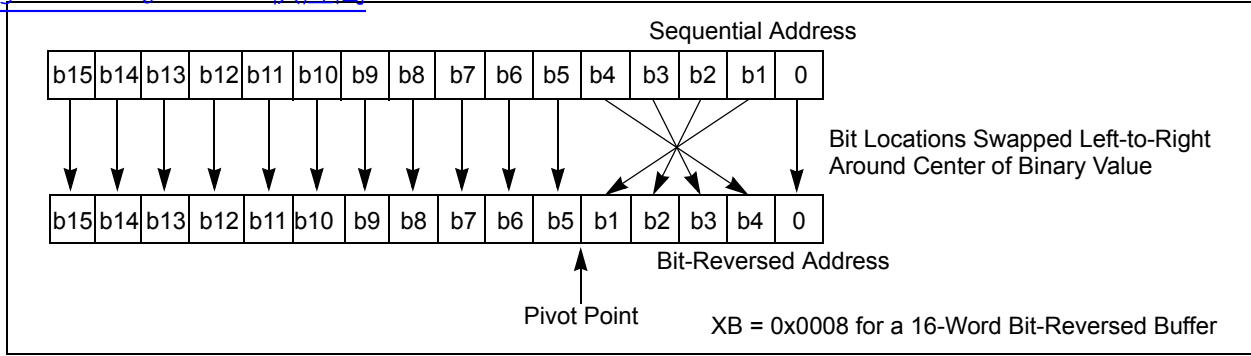 Sequential Address
b15 b14 b13 b12 b11 b10 b9 b8 b7 b6 b5 b4 b3 b2 b1 0
Bit Locations Swapped Left-to-Right
Around Center of Binary Value
b15 b14 b13 b12 b11 b10 b9 b8 b7 b6 b5 b1 b2 b3 b4 0
Bit-Reversed Address
Pivot Point
XB = 0x0008 for a 16-Word Bit-Reversed Buffer